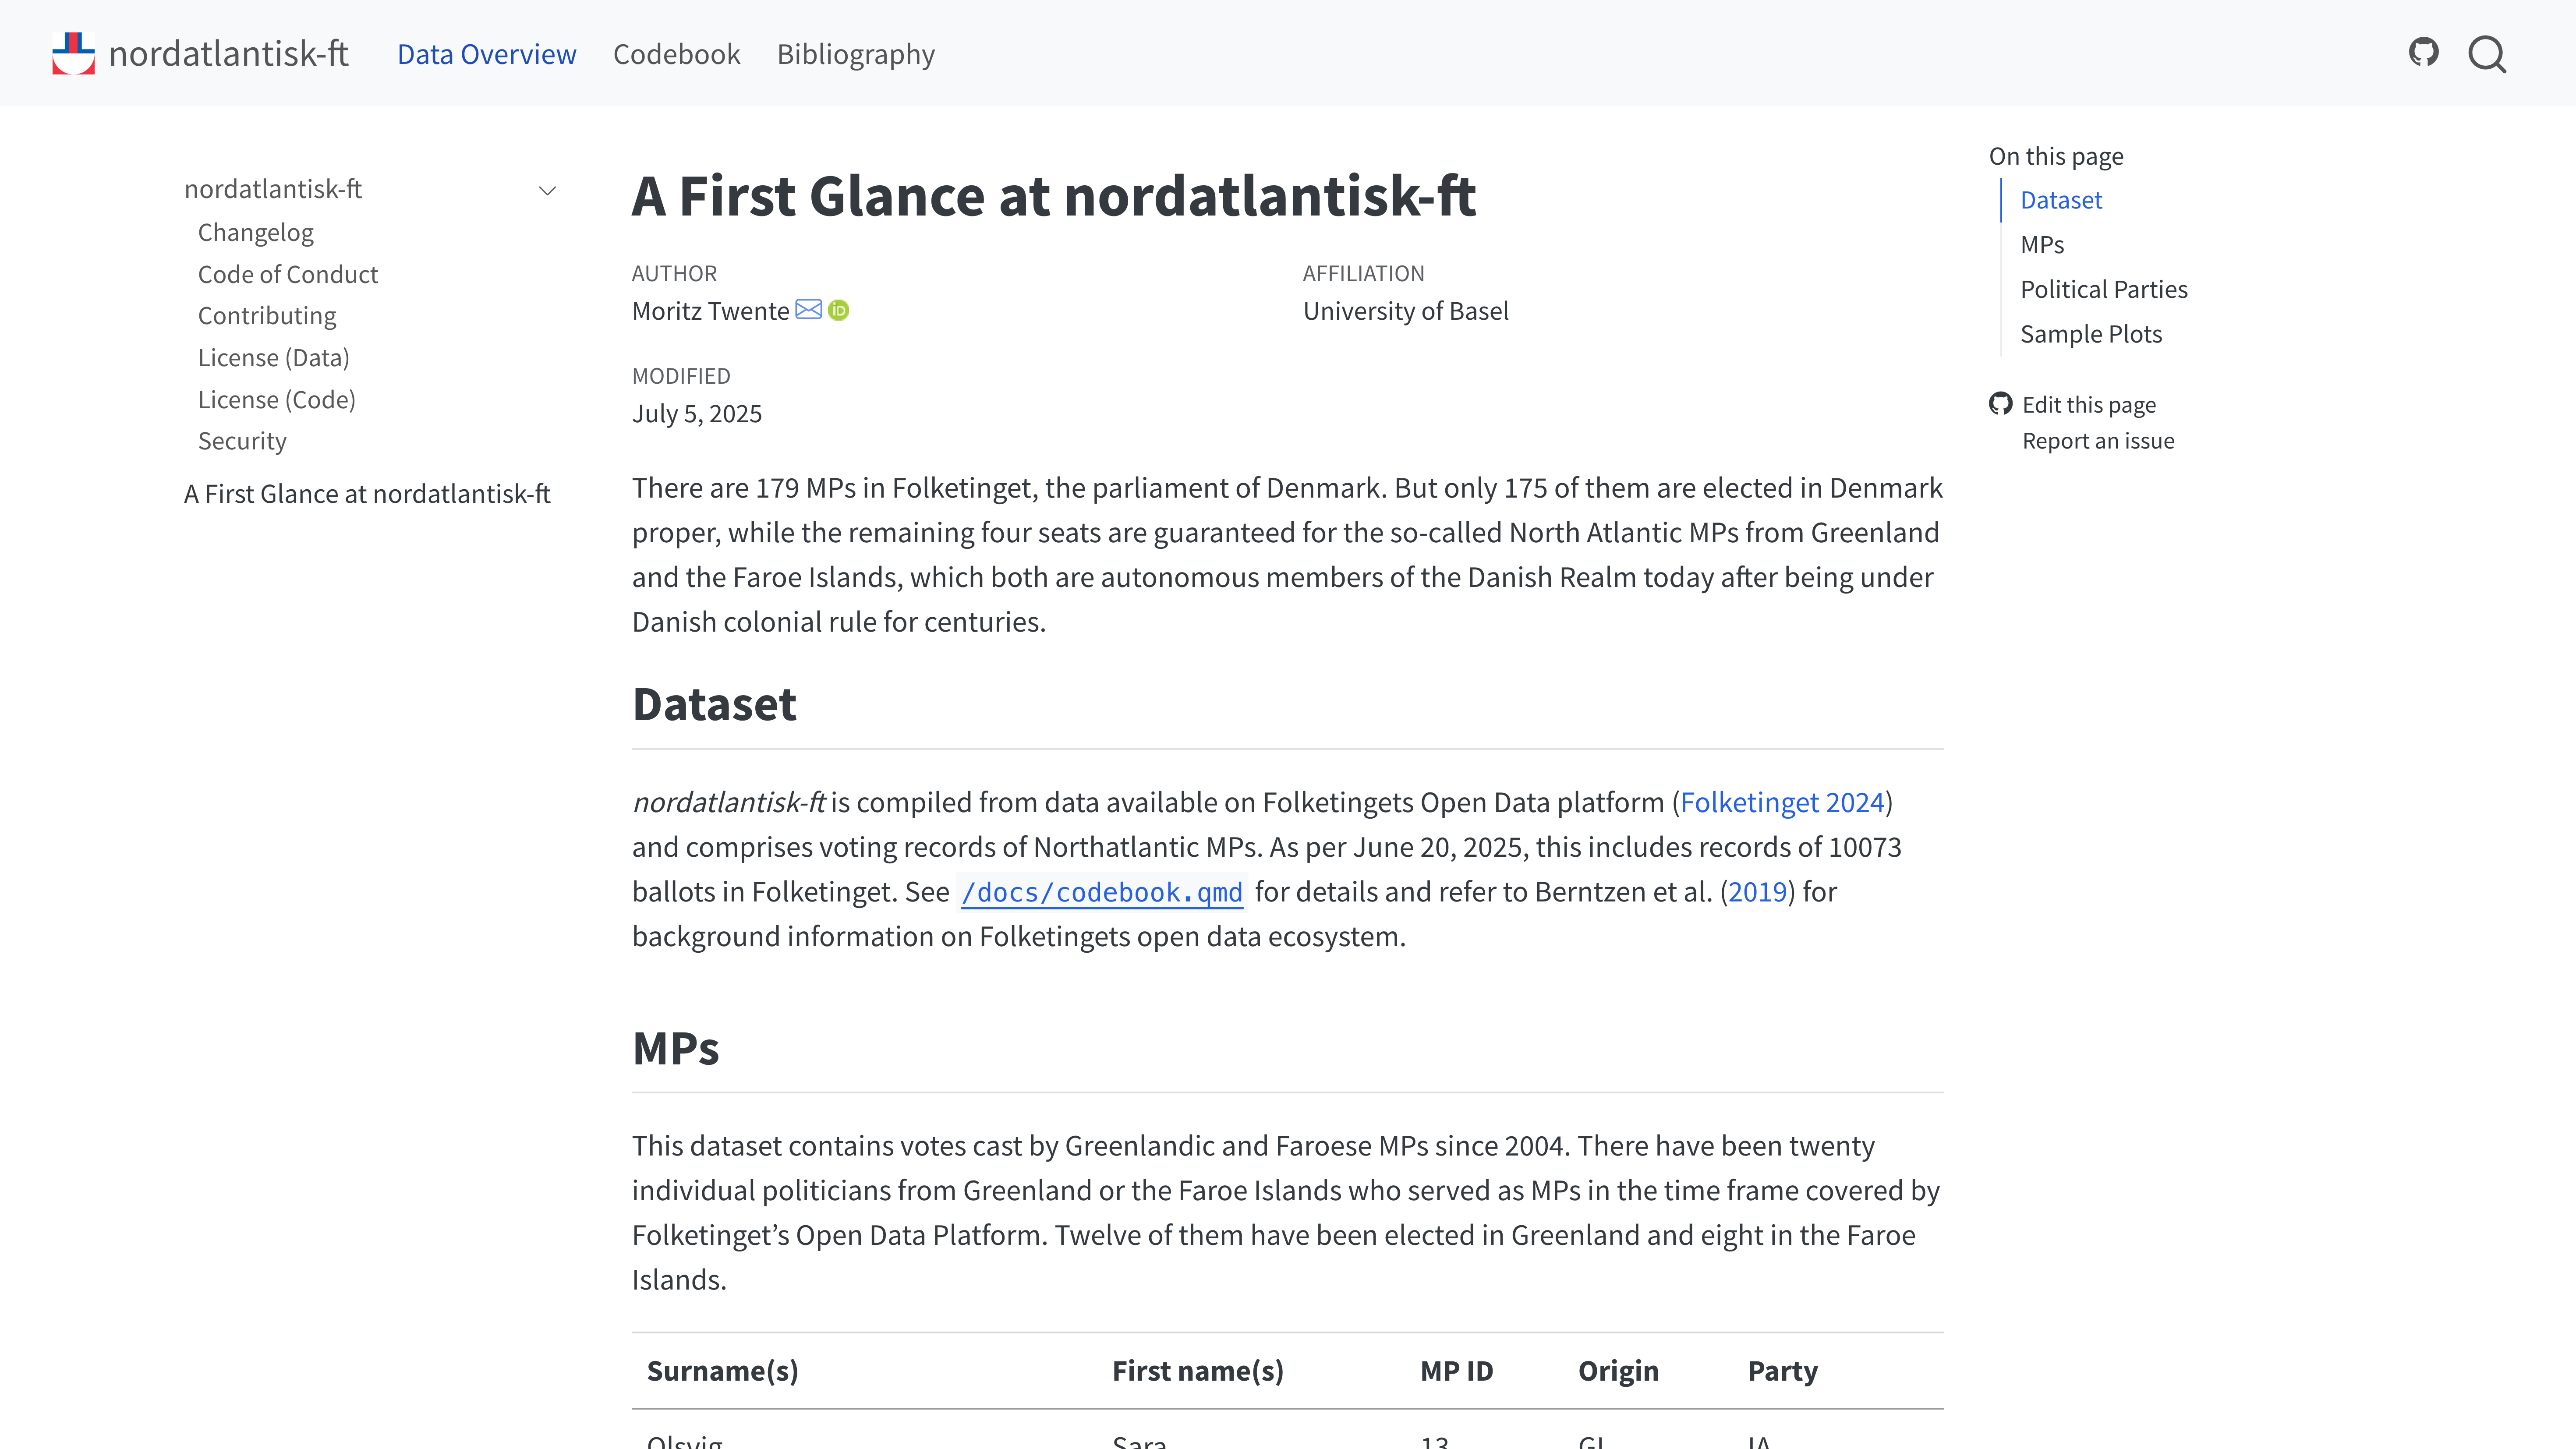 nordatlantisk-ft
Data Overview
Codebook
Bibliography
nordatlantisk-ft
Changelog
Code of Conduct
Contributing
License (Data)
License (Code)
Security
A First Glance at nordatlantisk-ft
A First Glance at nordatlantisk-ft
AUTHOR
Moritz Twente
iD
AFFILIATION
University of Basel
MODIFIED
July 5, 2025
There are 179 MPs in Folketinget, the parliament of Denmark. But only 175 of them are elected in Denmark
proper, while the remaining four seats are guaranteed for the so-called North Atlantic MPs from Greenland
and the Faroe Islands, which both are autonomous members of the Danish Realm today after being under
Danish colonial rule for centuries.
Dataset
nordatlantisk-ft is compiled from data available on Folketingets Open Data platform (Folketinget 2024)
and comprises voting records of Northatlantic MPs. As per June 20, 2025, this includes records of 10073
ballots in Folketinget. See /docs/codebook.qmd for details and refer to Berntzen et al. (2019) for
background information on Folketingets open data ecosystem.
MPs
This dataset contains votes cast by Greenlandic and Faroese MPs since 2004. There have been twenty
individual politicians from Greenland or the Faroe Islands who served as MPs in the time frame covered by
Folketinget’s Open Data Platform. Twelve of them have been elected in Greenland and eight in the Faroe
Islands.
Surname(s) First name(s) MP ID Origin Party
Olsvig Sara 13 GL IA
On this page
Dataset
MPs
Political Parties
Sample Plots
Edit this page
Report an issue